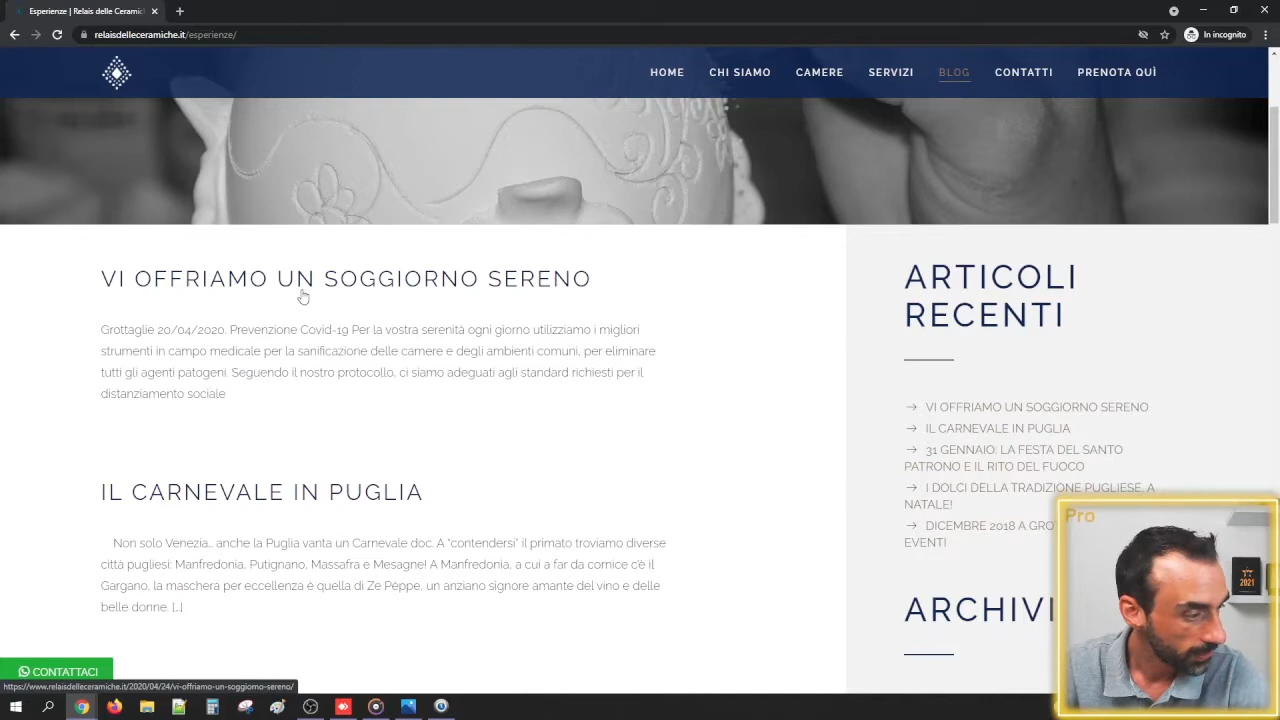 Esperienze | Relais delle Cerami
relaisdelleceramiche.it/esperienze/
In incognito
HOME
CHI SIAMO
CAMERE
SERVIZI
BLOG
CONTATTI
PRENOTA QUÌ
VI OFFRIAMO UN SOGGIORNO SERENO
Grottaglie 20/04/2020. Prevenzione Covid-19 Per la vostra serenità ogni giorno utilizziamo i migliori
strumenti in campo medicale per la sanificazione delle camere e degli ambienti comuni, per eliminare
tutti gli agenti patogeni. Seguendo il nostro protocollo, ci siamo adeguati agli standard richiesti per il
distanziamento sociale
IL CARNEVALE IN PUGLIA
Non solo Venezia… anche la Puglia vanta un Carnevale doc. A “contendersi” il primato troviamo diverse
città pugliesi: Manfredonia, Putignano, Massafra e Mesagne! A Manfredonia, a cui a far da cornice c’è il
Gargano, la maschera per eccellenza è quella di Ze Pèppe, un anziano signore amante del vino e delle
belle donne. […]
ARTICOLI
RECENTI
→ VI OFFRIAMO UN SOGGIORNO SERENO
→ IL CARNEVALE IN PUGLIA
→ 31 GENNAIO: LA FESTA DEL SANTO
PATRONO E IL RITO DEL FUOCO
→ I DOLCI DELLA TRADIZIONE PUGLIESE, A
NATALE!
→ DICEMBRE 2018 A GRO
EVENTI
ARCHIVI
Pro
2021
CONTATTACI
https://www.relaisdelleceramiche.it/2020/04/24/vi-offriamo-un-soggiorno-sereno/